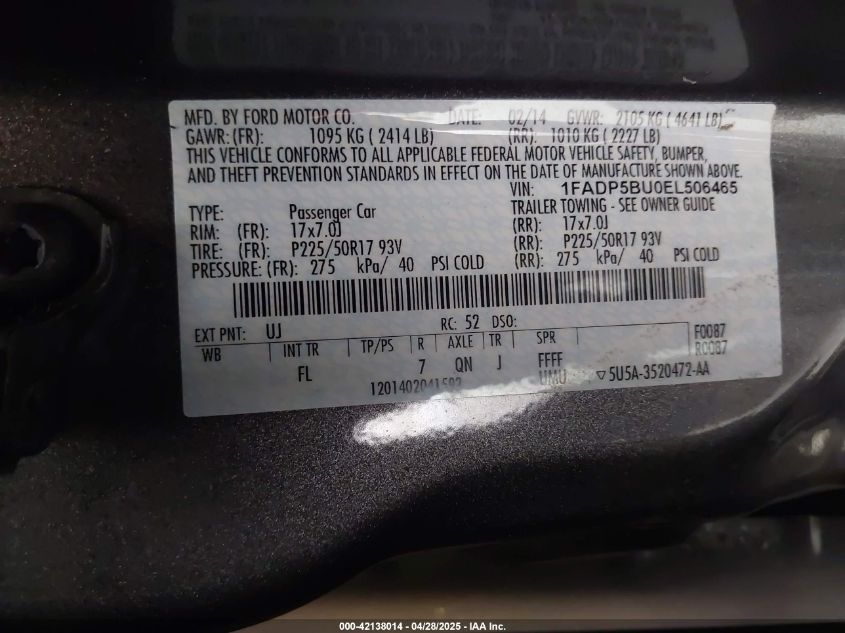 MFD. BY FORD MOTOR CO. DATE: 02/14 GVWR: 2105 KG ( 4641 LB)
GAWR: (FR): 1095 KG ( 2414 LB) (RR): 1010 KG ( 2227 LB)
THIS VEHICLE CONFORMS TO ALL APPLICABLE FEDERAL MOTOR VEHICLE SAFETY, BUMPER,
AND THEFT PREVENTION STANDARDS IN EFFECT ON THE DATE OF MANUFACTURE SHOWN ABOVE.
VIN: 1FADP5BU0EL506465
TYPE: Passenger Car TRAILER TOWING - SEE OWNER GUIDE
RIM: (FR): 17x7.0J (RR): 17x7.0J
TIRE: (FR): P225/50R17 93V (RR): P225/50R17 93V
PRESSURE: (FR): 275 kPa/ 40 PSI COLD (RR): 275 kPa/ 40 PSI COLD
EXT PNT: UJ RC: 52 DSO: F0087
WB INT TR TP/PS R AXLE TR SPR R0087
FL 7 QN J FFFF
UMU ▽ 5U5A-3520472-AA
000-42138014 - 04/28/2025 - IAA Inc.